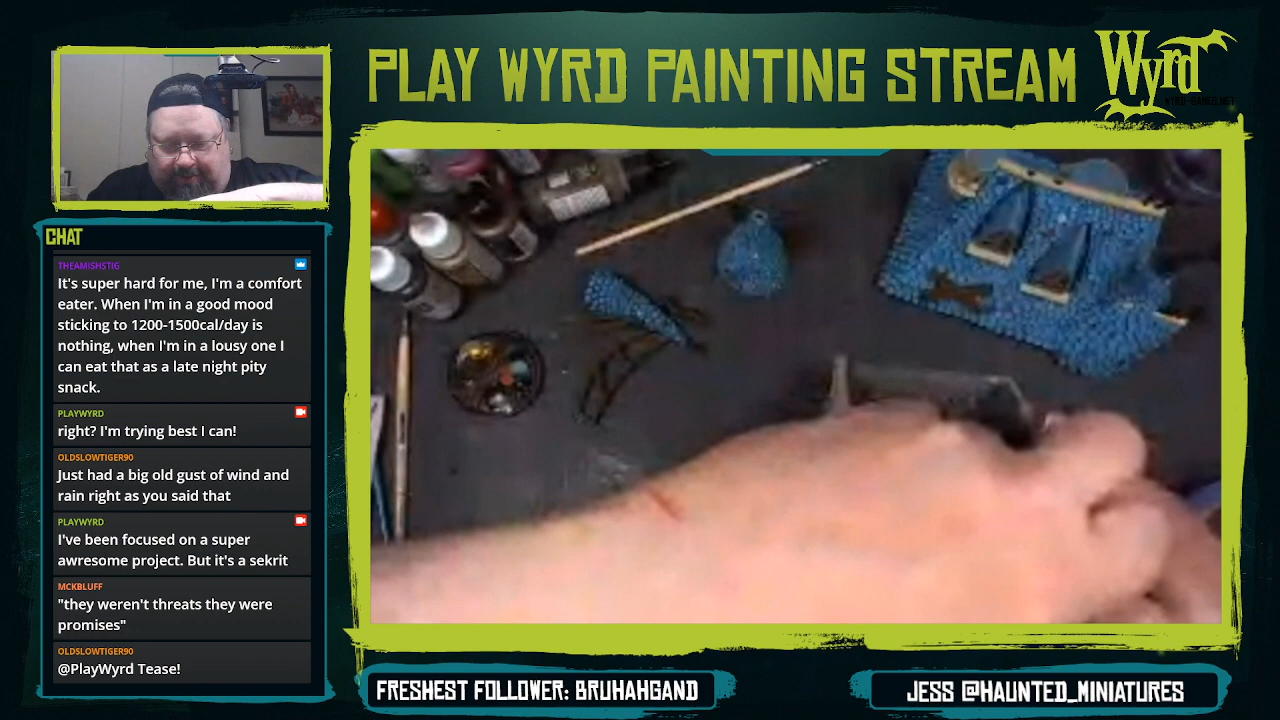 PLAY WYRD PAINTING STREAM
Wyrd
WYRD-GAMES.NET
CHAT
THEAMISHSTIG
It's super hard for me, I'm a comfort
eater. When I'm in a good mood
sticking to 1200-1500cal/day is
nothing, when I'm in a lousy one I
can eat that as a late night pity
snack.
PLAYWYRD
right? I'm trying best I can!
OLDSLOWTIGER90
Just had a big old gust of wind and
rain right as you said that
PLAYWYRD
I've been focused on a super
awresome project. But it's a sekrit
MCKBLUFF
"they weren't threats they were
promises"
OLDSLOWTIGER90
@PlayWyrd Tease!
FRESHEST FOLLOWER: BRUHAHGAND
JESS @HAUNTED_MINIATURES